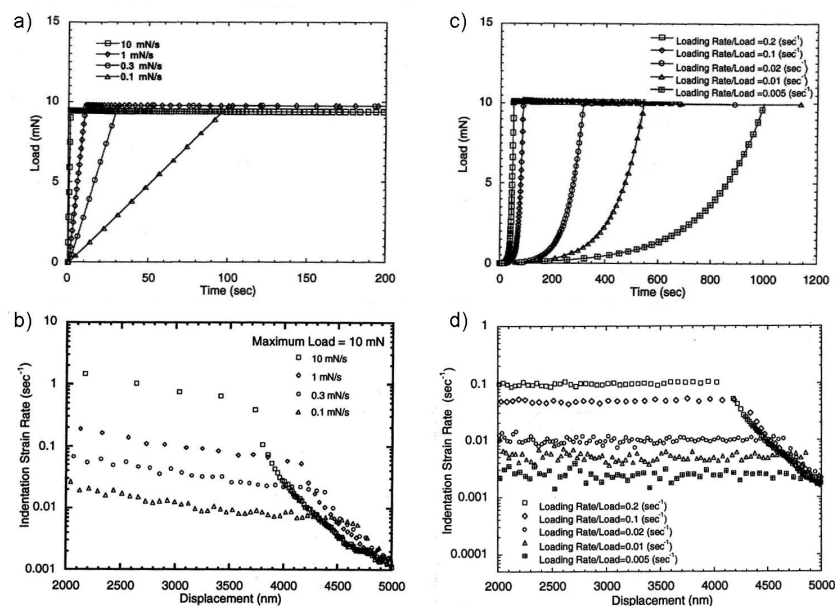 a)
10 mN/s
1 mN/s
0.3 mN/s
0.1 mN/s
15
10
5
0
Load (mN)
0 50 100 150 200
Time (sec)
b)
Maximum Load = 10 mN
10 mN/s
1 mN/s
0.3 mN/s
0.1 mN/s
10
1
0.1
0.01
0.001
Indentation Strain Rate (sec⁻¹)
2000 2500 3000 3500 4000 4500 5000
Displacement (nm)
c)
Loading Rate/Load =0.2 (sec⁻¹)
Loading Rate/Load =0.1 (sec⁻¹)
Loading Rate/Load =0.02 (sec⁻¹)
Loading Rate/Load =0.01 (sec⁻¹)
Loading Rate/Load =0.005 (sec⁻¹)
15
10
5
0
Load (mN)
0 200 400 600 800 1000 1200
Time (sec)
d)
1
0.1
0.01
0.001
0.0001
Indentation Strain Rate (sec⁻¹)
Loading Rate/Load=0.2 (sec⁻¹)
Loading Rate/Load=0.1 (sec⁻¹)
Loading Rate/Load=0.02 (sec⁻¹)
Loading Rate/Load=0.01 (sec⁻¹)
Loading Rate/Load=0.005 (sec⁻¹)
2000 2500 3000 3500 4000 4500 5000
Displacement (nm)